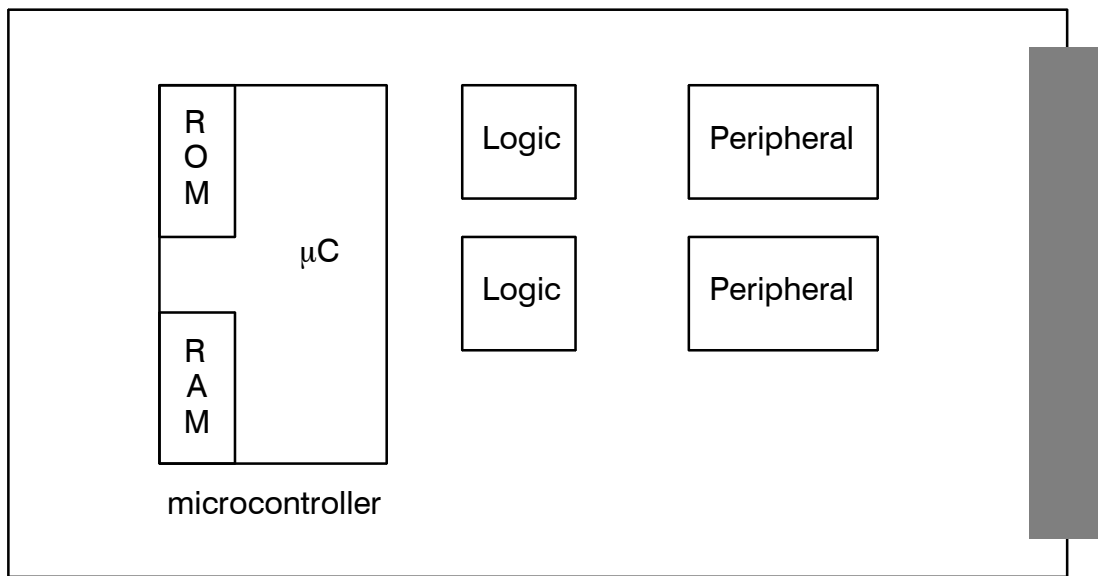 R
O
M
μC
R
A
M
microcontroller
Logic
Logic
Peripheral
Peripheral